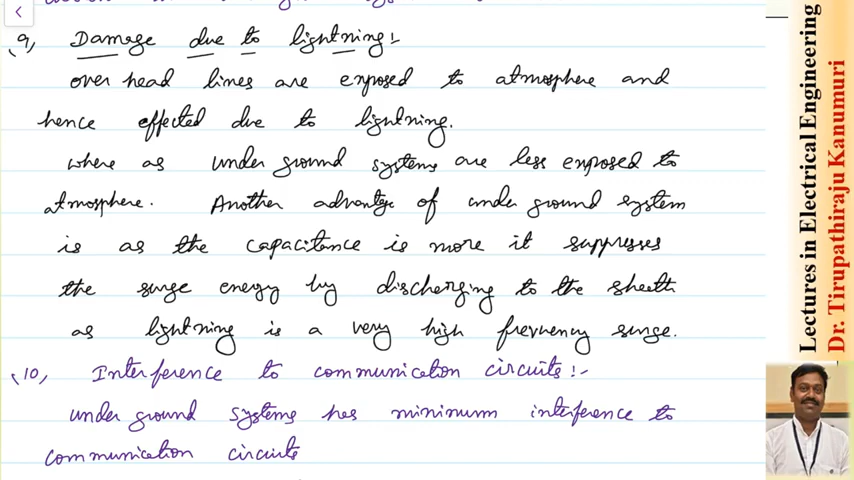 (9) Damage due to lightning:-
over head lines are exposed to atmosphere and
hence effected due to lightning.
where as under ground systems are less exposed to
atmosphere. Another advantage of under ground system
is as the capacitance is more it suppresses
the surge energy by discherging to the sheath
as lightning is a very high frequency surge.
(10) Interference to communication circuits:-
under ground systems has minimum interference to
communication circuits
Lectures in Electrical Engineering
Dr. Tirupathiraju Kanumuri